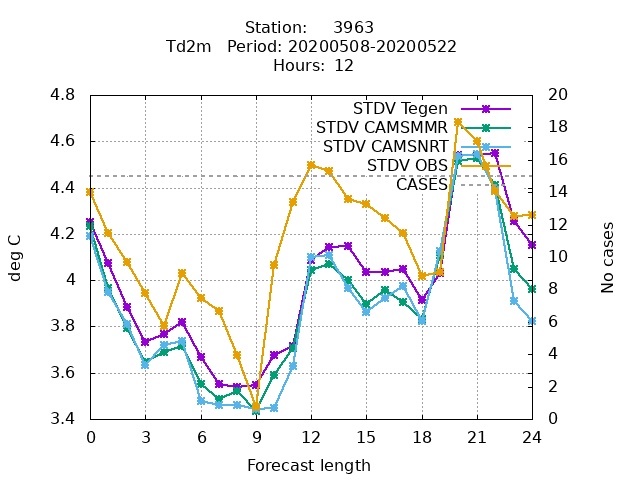 Station: 3963
Td2m Period: 20200508-20200522
Hours: 12
4.8
4.6
4.4
4.2
4
3.8
3.6
3.4
deg C
STDV Tegen
STDV CAMSMMR
STDV CAMSNRT
STDV OBS
CASES
20
18
16
14
12
10
8
6
4
2
0
No cases
0 3 6 9 12 15 18 21 24
Forecast length